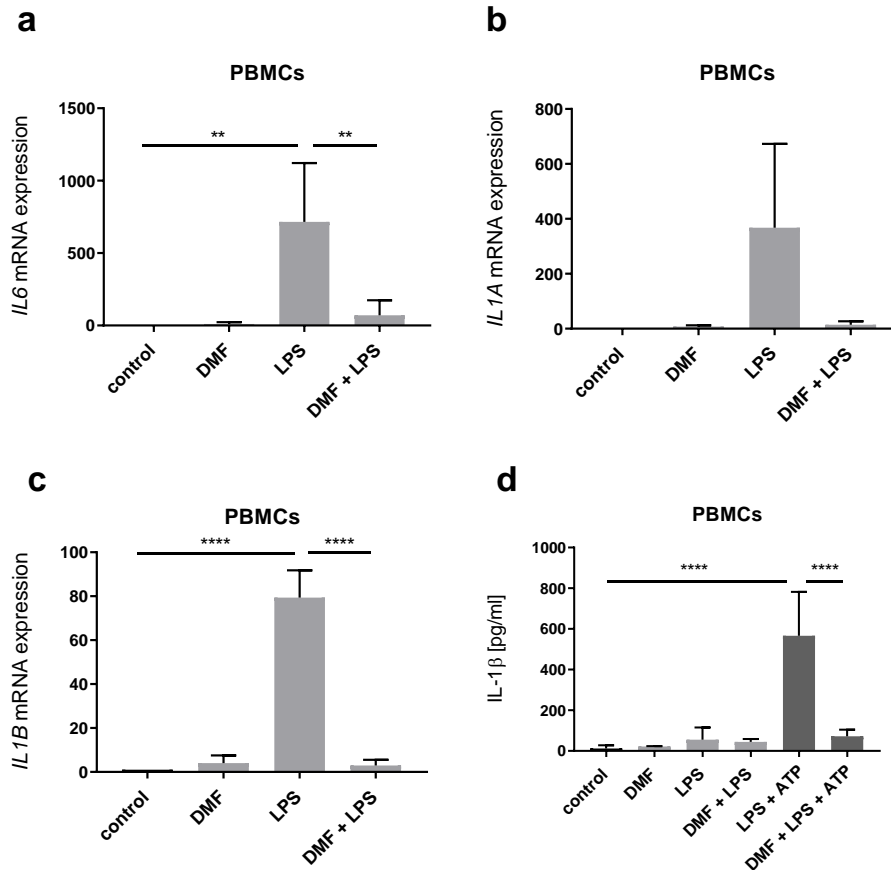 a
PBMCs
IL6 mRNA expression
1500
1000
500
0
**
**
control
DMF
LPS
DMF + LPS
b
PBMCs
IL1A mRNA expression
800
600
400
200
0
control
DMF
LPS
DMF + LPS
c
PBMCs
IL1B mRNA expression
100
80
60
40
20
0
****
****
control
DMF
LPS
DMF + LPS
d
PBMCs
IL-1β [pg/ml]
1000
800
600
400
200
0
****
****
control
DMF
LPS
DMF + LPS
LPS + ATP
DMF + LPS + ATP